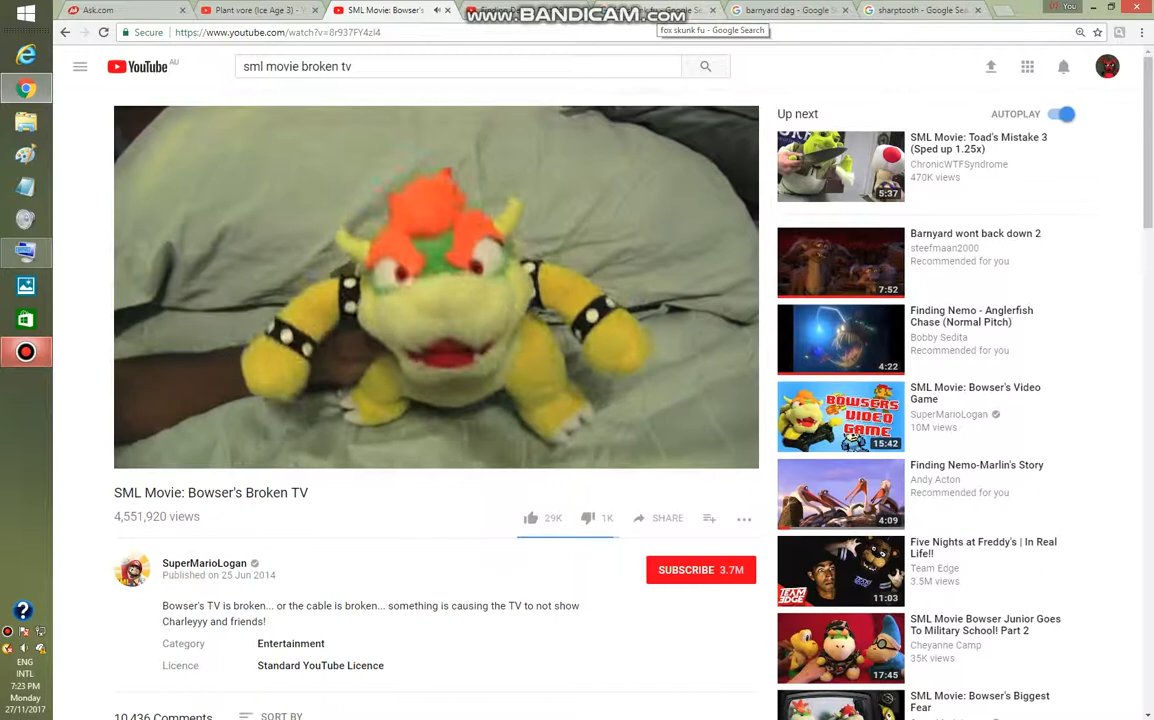 Ask.com
Plant vore (Ice Age 3) - Y
SML Movie: Bowser's
www.BANDICAM.com
barnyard dag - Google S
sharptooth - Google Sea
You
fox skunk fu - Google Search
Secure
https://www.youtube.com/watch?v=8r937FY4zI4
YouTube AU
sml movie broken tv
Up next
AUTOPLAY
SML Movie: Toad's Mistake 3
(Sped up 1.25x)
ChronicWTFSyndrome
470K views
5:37
Barnyard wont back down 2
steefmaan2000
Recommended for you
7:52
Finding Nemo - Anglerfish
Chase (Normal Pitch)
Bobby Sedita
Recommended for you
4:22
SML Movie: Bowser's Video
Game
SuperMarioLogan
10M views
BOWSERS
VIDEO
GAME
15:42
Finding Nemo-Marlin's Story
Andy Acton
Recommended for you
4:09
Five Nights at Freddy's | In Real
Life!!
Team Edge
3.5M views
TEAM
EDGE
11:03
SML Movie Bowser Junior Goes
To Military School! Part 2
Cheyanne Camp
35K views
17:45
SML Movie: Bowser's Biggest
Fear
SML Movie: Bowser's Broken TV
4,551,920 views
29K
1K
SHARE
SuperMarioLogan
Published on 25 Jun 2014
SUBSCRIBE 3.7M
Bowser's TV is broken... or the cable is broken... something is causing the TV to not show
Charleyyy and friends!
Category
Entertainment
Licence
Standard YouTube Licence
10,436 Comments
SORT BY
ENG
INTL
7:23 PM
Monday
27/11/2017